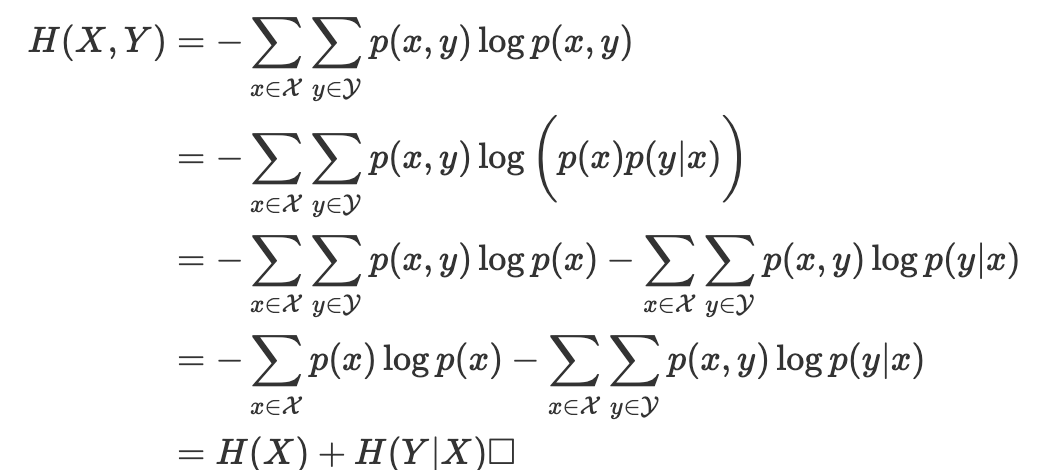 H(X,Y) = −∑_{x∈𝒳} ∑_{y∈𝒴} p(x,y) log p(x,y)
= −∑_{x∈𝒳} ∑_{y∈𝒴} p(x,y) log (p(x)p(y|x))
= −∑_{x∈𝒳} ∑_{y∈𝒴} p(x,y) log p(x) − ∑_{x∈𝒳} ∑_{y∈𝒴} p(x,y) log p(y|x)
= −∑_{x∈𝒳} p(x) log p(x) − ∑_{x∈𝒳} ∑_{y∈𝒴} p(x,y) log p(y|x)
= H(X) + H(Y|X)□